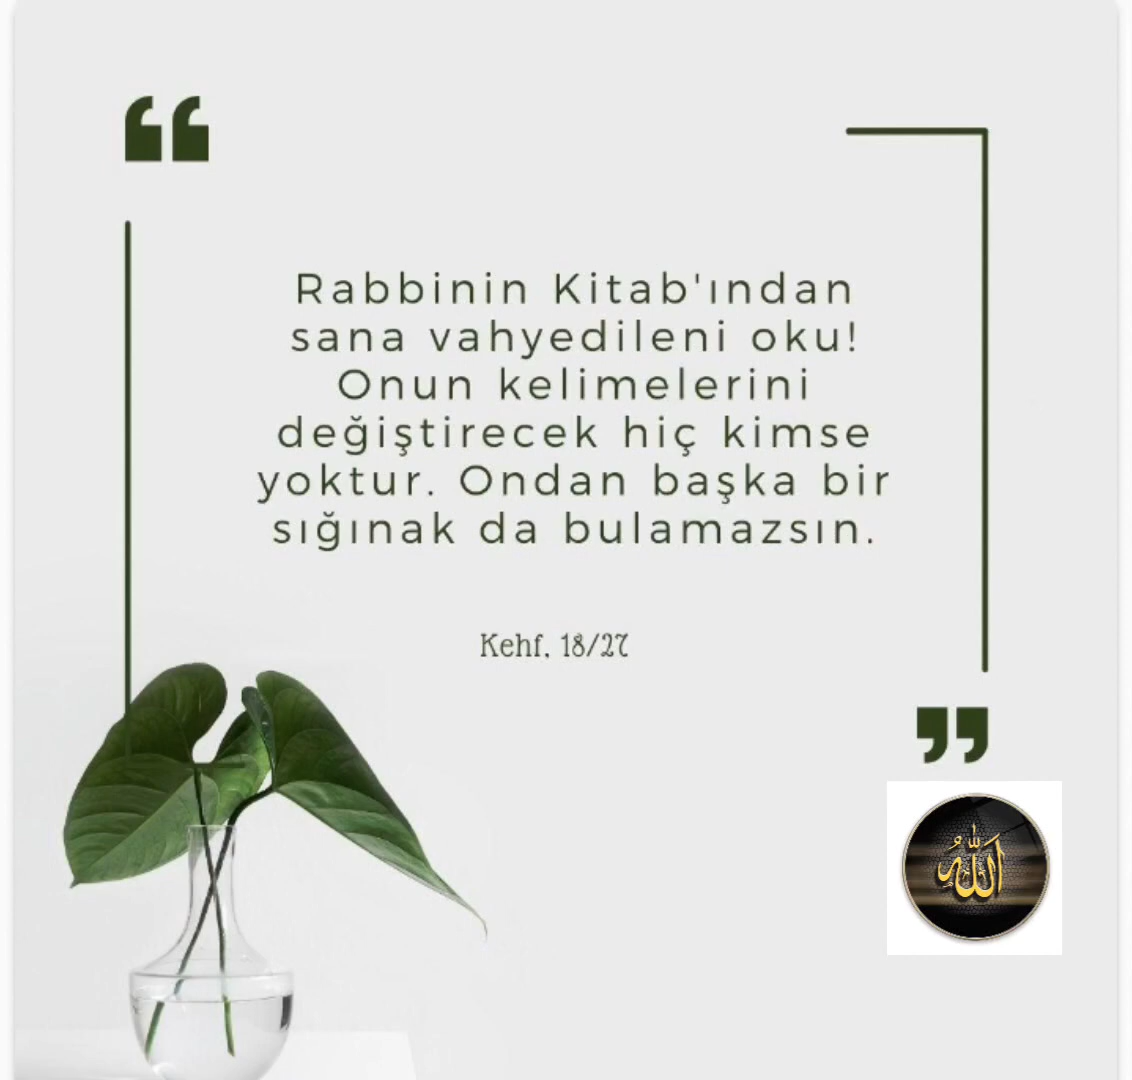 Rabbinin Kitab'ından
sana vahyedileni oku!
Onun kelimelerini
değiştirecek hiç kimse
yoktur. Ondan başka bir
sığınak da bulamazsın.
Kehf, 18/27
الله